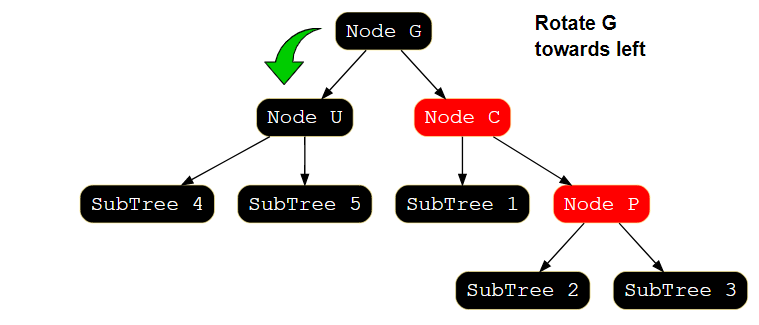 Node G
Rotate G
towards left
Node U
Node C
SubTree 4
SubTree 5
SubTree 1
Node P
SubTree 2
SubTree 3